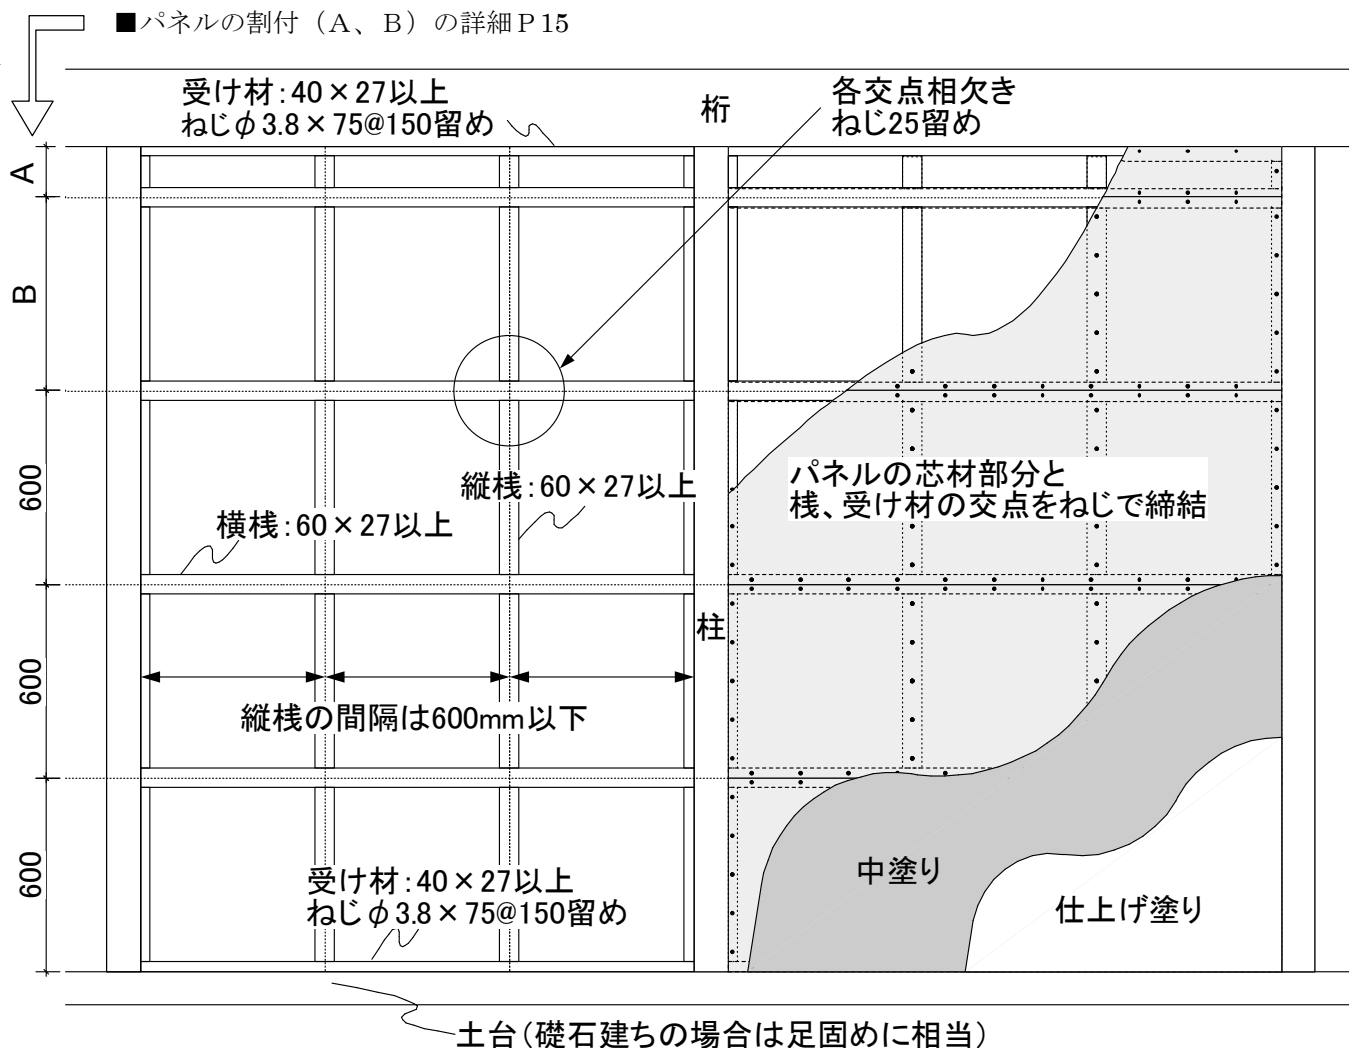 ■パネルの割付（A、B）の詳細P15
受け材：40×27以上
ねじφ3.8×75@150留め
桁
各交点相欠き
ねじ25留め
A
B
600
600
600
縦桟：60×27以上
横桟：60×27以上
パネルの芯材部分と
桟、受け材の交点をねじで締結
柱
縦桟の間隔は600mm以下
受け材：40×27以上
ねじφ3.8×75@150留め
中塗り
仕上げ塗り
土台（礎石建ちの場合は足固めに相当）